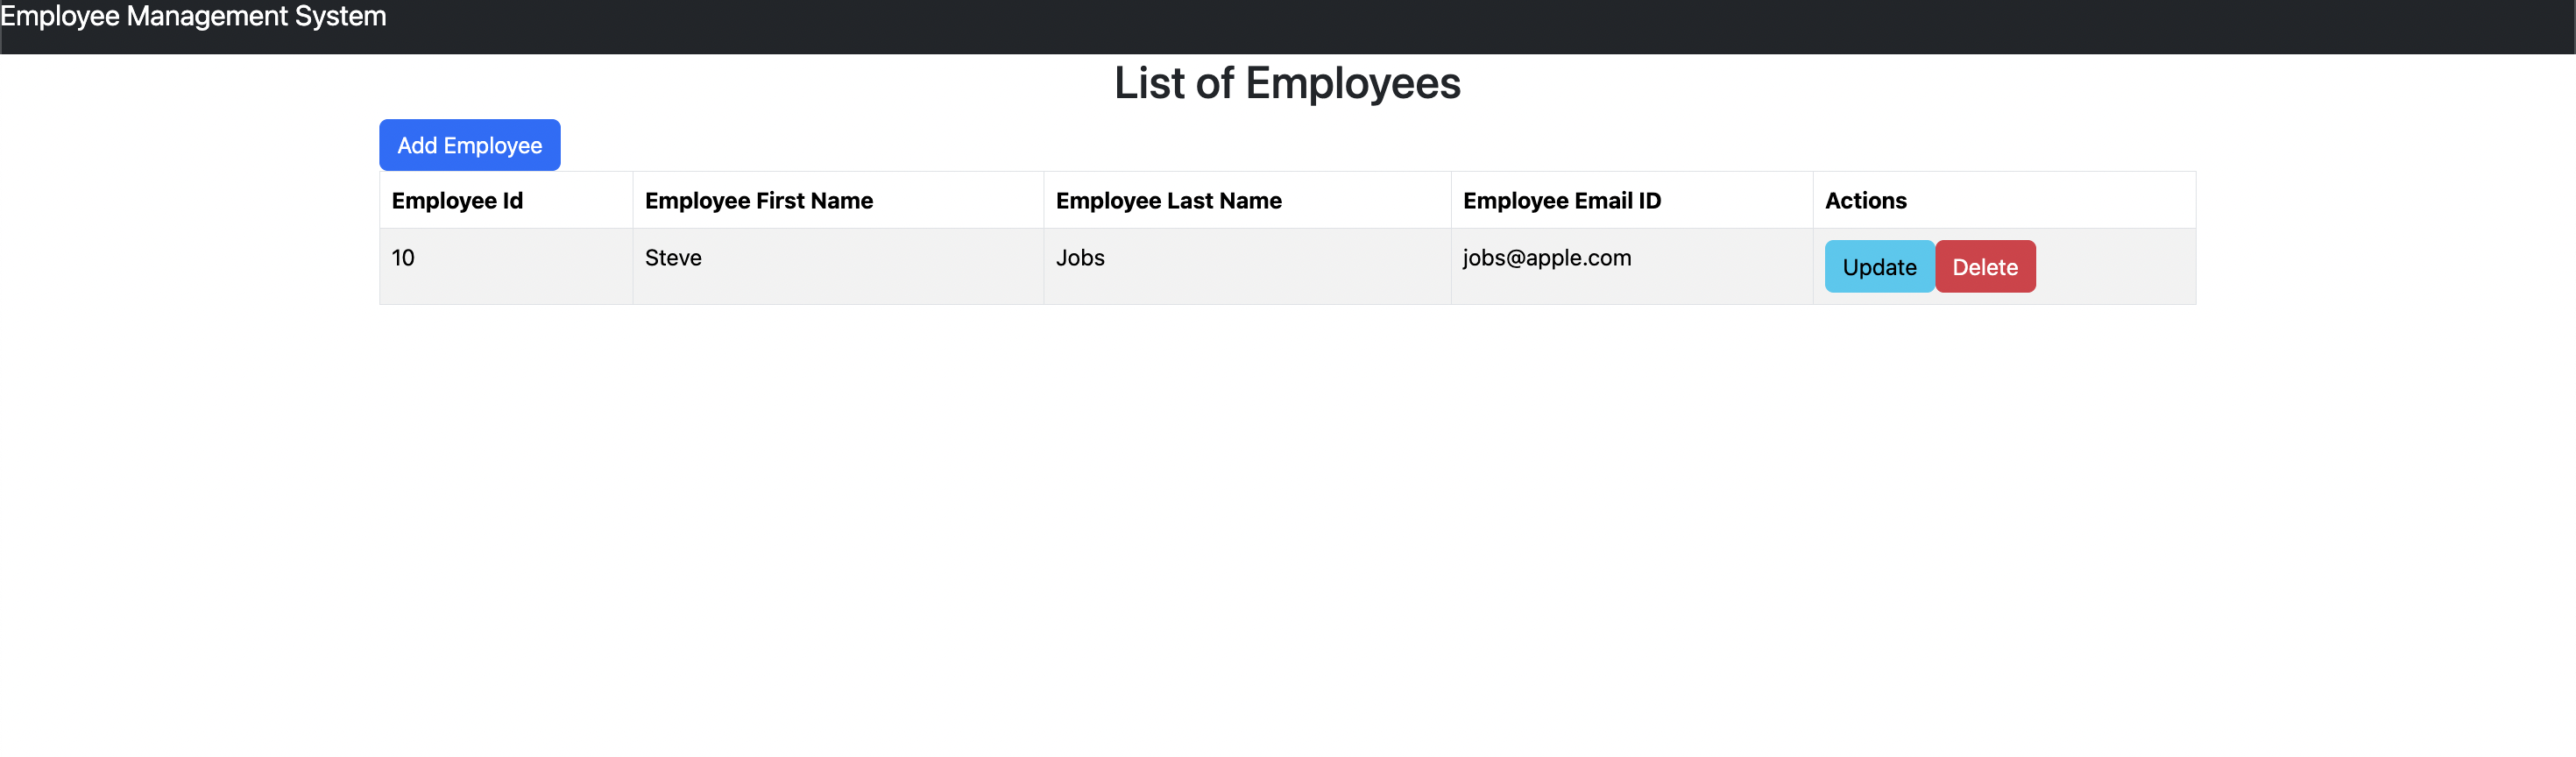 Employee Management System
List of Employees
Add Employee
Employee Id Employee First Name Employee Last Name Employee Email ID Actions
10 Steve Jobs jobs@apple.com Update Delete